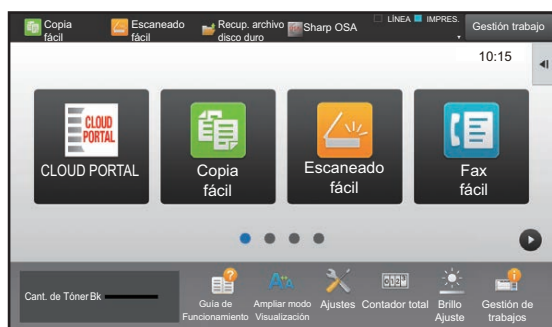 Copia fácil
Escaneado fácil
Recup. archivo disco duro
Sharp OSA
LÍNEA
IMPRES.
Gestión trabajo
10:15
CLOUD PORTAL
CLOUD PORTAL
Copia fácil
Escaneado fácil
Fax fácil
Cant. de Tóner Bk
Guía de Funcionamiento
Ampliar modo Visualización
Ajustes
Contador total
Brillo Ajuste
Gestión de trabajos